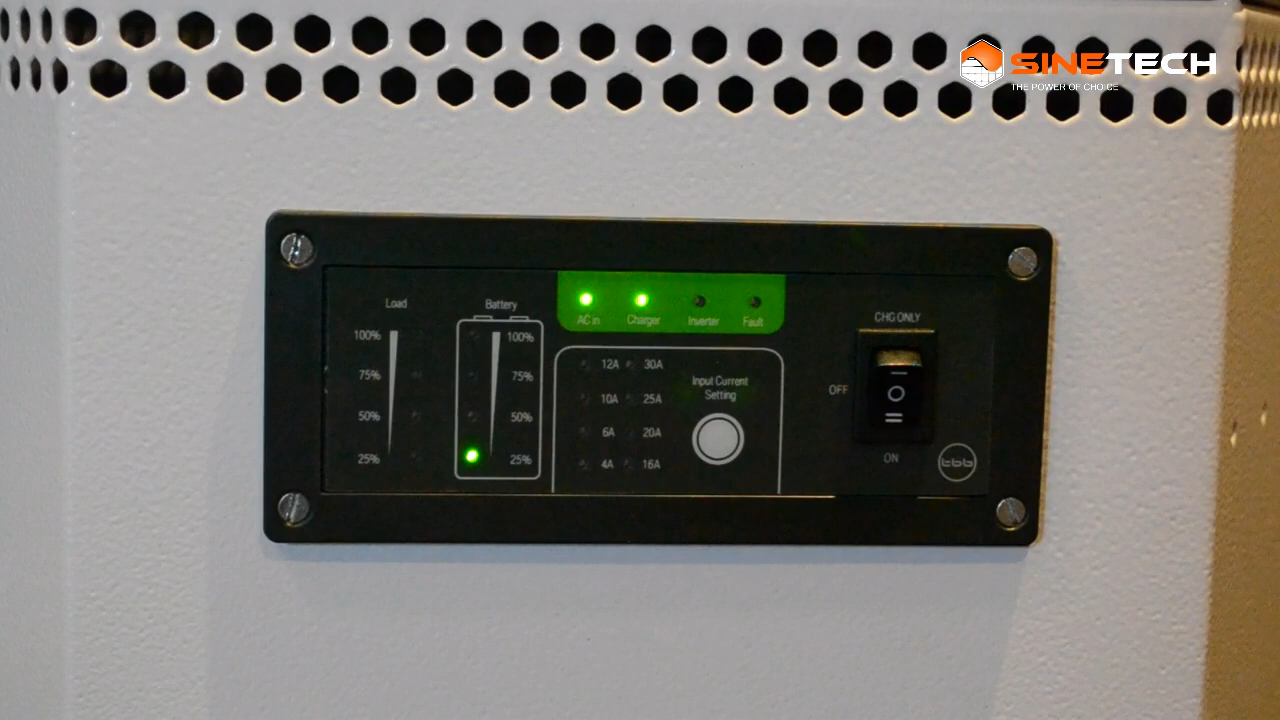 SINETECH
THE POWER OF CHOICE
Load
100%
75%
50%
25%
Battery
100%
75%
50%
25%
AC in
Charger
Inverter
Fault
12A 30A
10A 25A
6A 20A
4A 16A
Input Current
Setting
CHG ONLY
OFF
ON
tbb